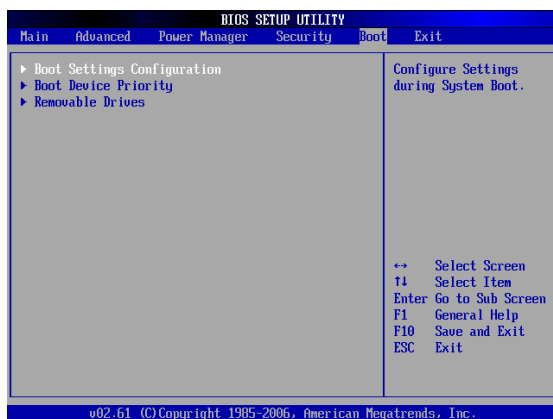 BIOS SETUP UTILITY
Main Advanced Power Manager Security Boot Exit
▶ Boot Settings Configuration
▶ Boot Device Priority
▶ Removable Drives
Configure Settings
during System Boot.
↔ Select Screen
↑↓ Select Item
Enter Go to Sub Screen
F1 General Help
F10 Save and Exit
ESC Exit
v02.61 (C)Copyright 1985-2006, American Megatrends, Inc.